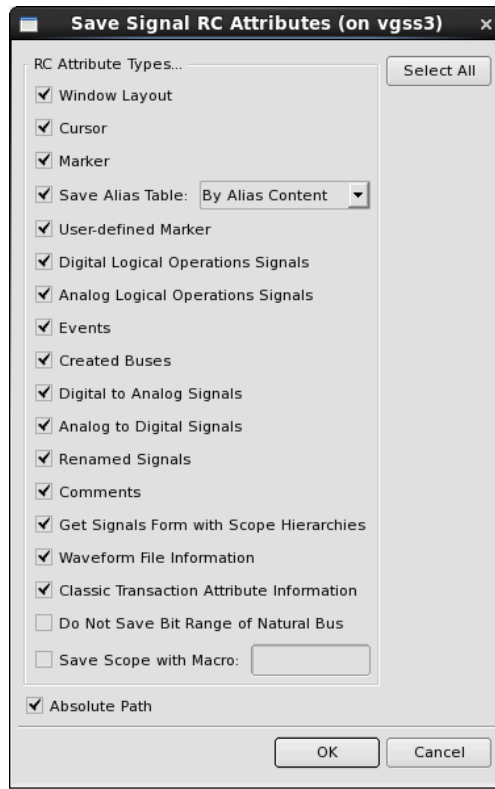 Save Signal RC Attributes (on vgss3)
RC Attribute Types...
Select All
Window Layout
Cursor
Marker
Save Alias Table: By Alias Content
User-defined Marker
Digital Logical Operations Signals
Analog Logical Operations Signals
Events
Created Buses
Digital to Analog Signals
Analog to Digital Signals
Renamed Signals
Comments
Get Signals Form with Scope Hierarchies
Waveform File Information
Classic Transaction Attribute Information
Do Not Save Bit Range of Natural Bus
Save Scope with Macro:
Absolute Path
OK Cancel